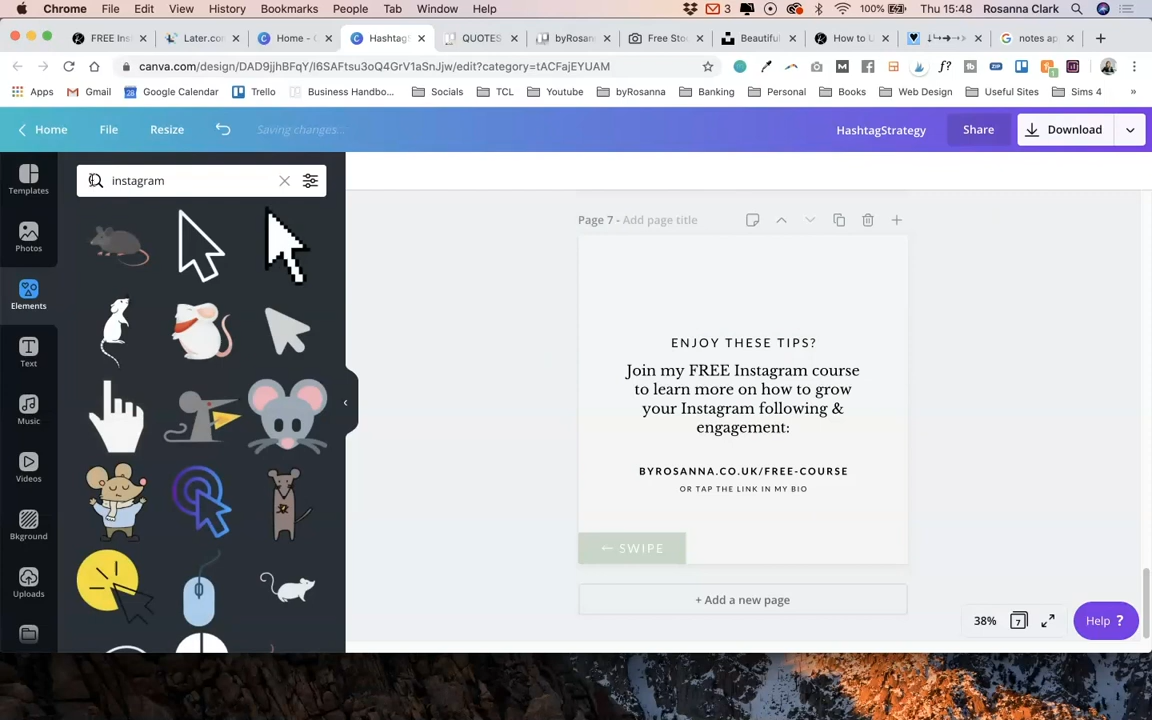 Chrome File Edit View History Bookmarks People Tab Window Help 3 100% Thu 15:48 Rosanna Clark
FREE Ins Later.con Home - Hashtag QUOTES byRosan Free Sto Beautiful How to U notes ap
canva.com/design/DAD9jjhBFqY/I6SAFtsu3oQ4GrV1aSnJjw/edit?category=tACFajEYUAM
Apps Gmail Google Calendar Trello Business Handbo... Socials TCL Youtube byRosanna Banking Personal Books Web Design Useful Sites Sims 4 »
Home File Resize Saving changes... HashtagStrategy Share Download
Templates
instagram
Photos
Elements
Text
Music
Videos
Bkground
Uploads
Page 7 - Add page title
ENJOY THESE TIPS?
Join my FREE Instagram course
to learn more on how to grow
your Instagram following &
engagement:
BYROSANNA.CO.UK/FREE-COURSE
OR TAP THE LINK IN MY BIO
← SWIPE
+ Add a new page
38% 7 Help ?